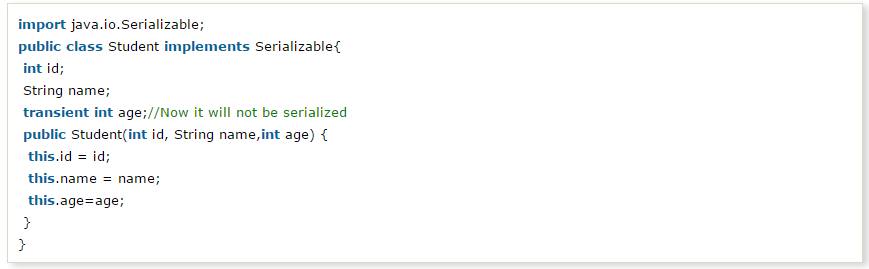 import java.io.Serializable;
public class Student implements Serializable{
 int id;
 String name;
 transient int age;//Now it will not be serialized
 public Student(int id, String name,int age) {
  this.id = id;
  this.name = name;
  this.age=age;
 }
}